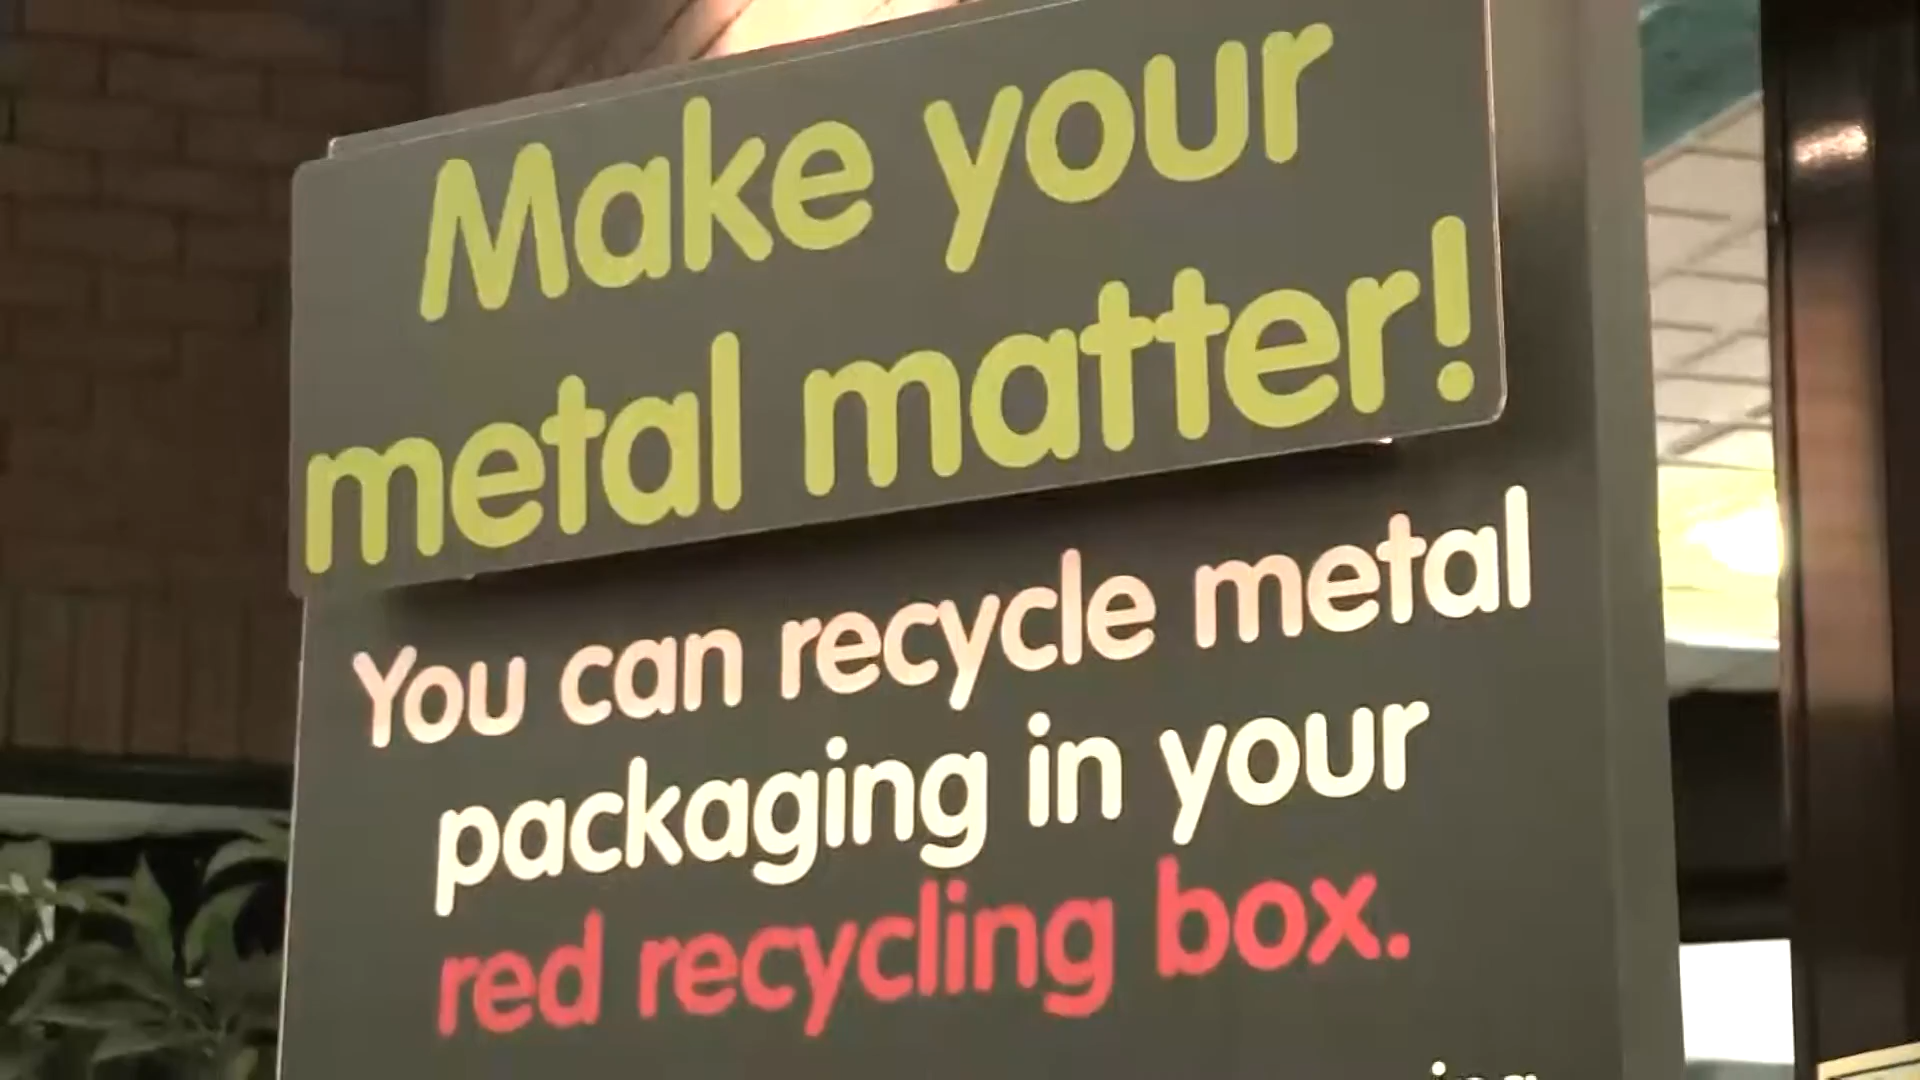 Make your
metal matter!
You can recycle metal
packaging in your
red recycling box.